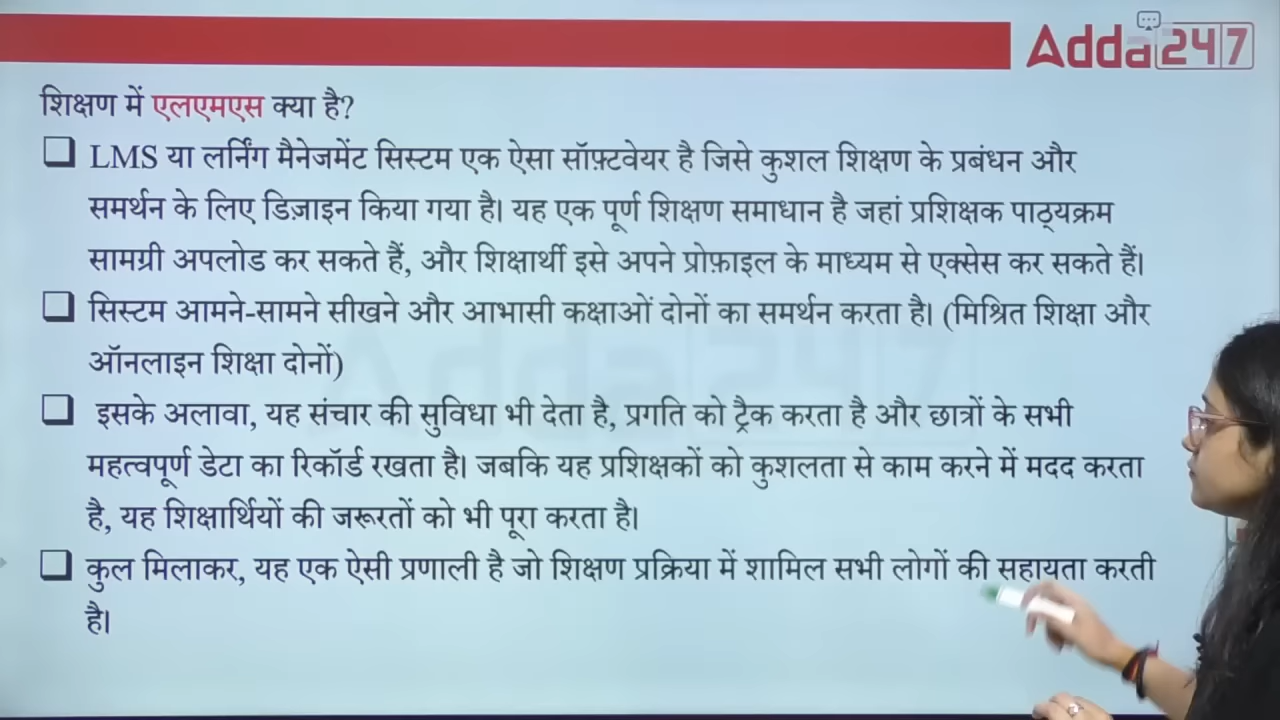 Adda247
शिक्षण में एलएमएस क्या है?
LMS या लर्निंग मैनेजमेंट सिस्टम एक ऐसा सॉफ़्टवेयर है जिसे कुशल शिक्षण के प्रबंधन और
समर्थन के लिए डिज़ाइन किया गया है। यह एक पूर्ण शिक्षण समाधान है जहां प्रशिक्षक पाठ्यक्रम
सामग्री अपलोड कर सकते हैं, और शिक्षार्थी इसे अपने प्रोफ़ाइल के माध्यम से एक्सेस कर सकते हैं।
सिस्टम आमने-सामने सीखने और आभासी कक्षाओं दोनों का समर्थन करता है। (मिश्रित शिक्षा और
ऑनलाइन शिक्षा दोनों)
इसके अलावा, यह संचार की सुविधा भी देता है, प्रगति को ट्रैक करता है और छात्रों के सभी
महत्वपूर्ण डेटा का रिकॉर्ड रखता है। जबकि यह प्रशिक्षकों को कुशलता से काम करने में मदद करता
है, यह शिक्षार्थियों की जरूरतों को भी पूरा करता है।
कुल मिलाकर, यह एक ऐसी प्रणाली है जो शिक्षण प्रक्रिया में शामिल सभी लोगों की सहायता करती
है।